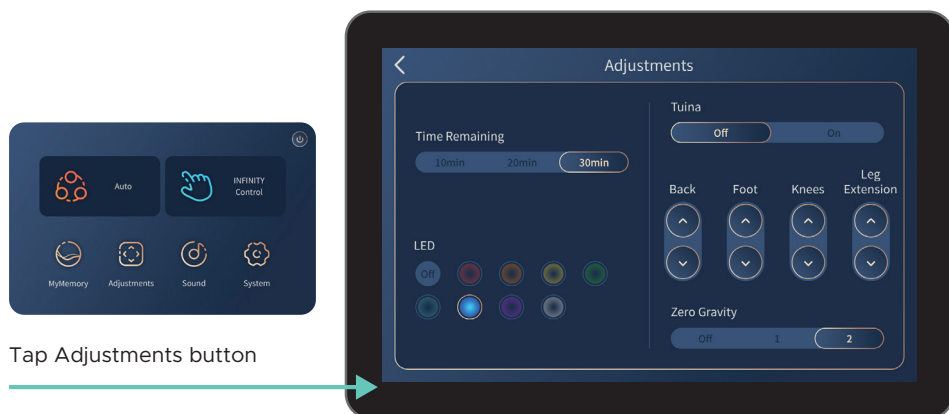 Auto
INFINITY
Control
MyMemory Adjustments Sound System
Tap Adjustments button
Adjustments
Time Remaining
10min 20min 30min
LED
Off
Tuina
Off On
Back Foot Knees Leg
Extension
Zero Gravity
Off 1 2